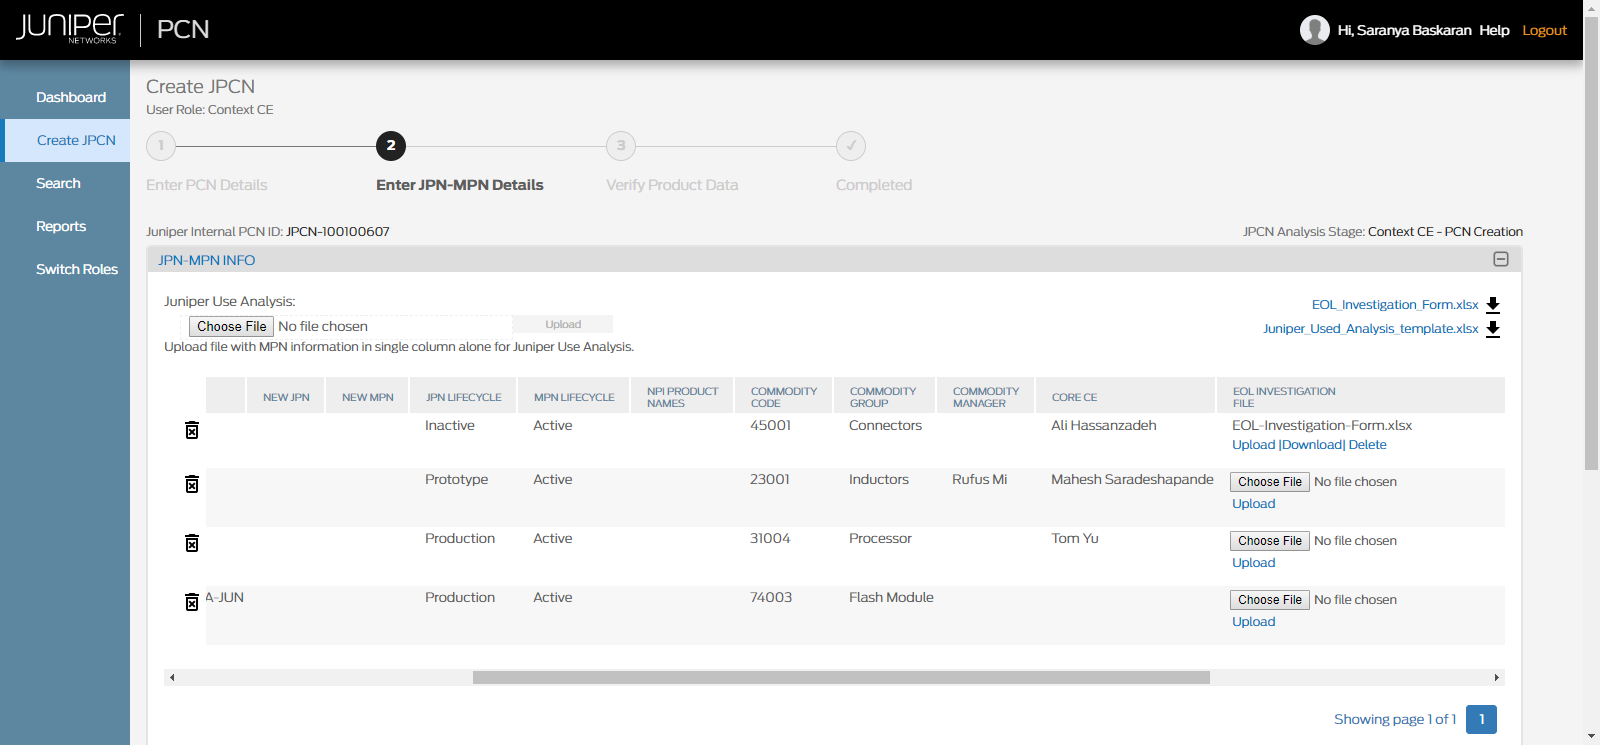 JUNIPER NETWORKS
PCN
Hi, Saranya Baskaran Help Logout
Dashboard
Create JPCN
Search
Reports
Switch Roles
Create JPCN
User Role: Context CE
1 2 3 ✓
Enter PCN Details Enter JPN-MPN Details Verify Product Data Completed
Juniper Internal PCN ID: JPCN-100100607 JPCN Analysis Stage: Context CE - PCN Creation
JPN-MPN INFO
Juniper Use Analysis:
Choose File No file chosen Upload
Upload file with MPN information in single column alone for Juniper Use Analysis.
EOL_Investigation_Form.xlsx
Juniper_Used_Analysis_template.xlsx
NEW JPN NEW MPN JPN LIFECYCLE MPN LIFECYCLE NPI PRODUCT NAMES COMMODITY CODE COMMODITY GROUP COMMODITY MANAGER CORE CE EOL INVESTIGATION FILE
Inactive Active 45001 Connectors Ali Hassanzadeh EOL-Investigation-Form.xlsx
Upload |Download| Delete
Prototype Active 23001 Inductors Rufus Mi Mahesh Saradeshapande Choose File No file chosen
Upload
Production Active 31004 Processor Tom Yu Choose File No file chosen
Upload
A-JUN Production Active 74003 Flash Module Choose File No file chosen
Upload
Showing page 1 of 1 1